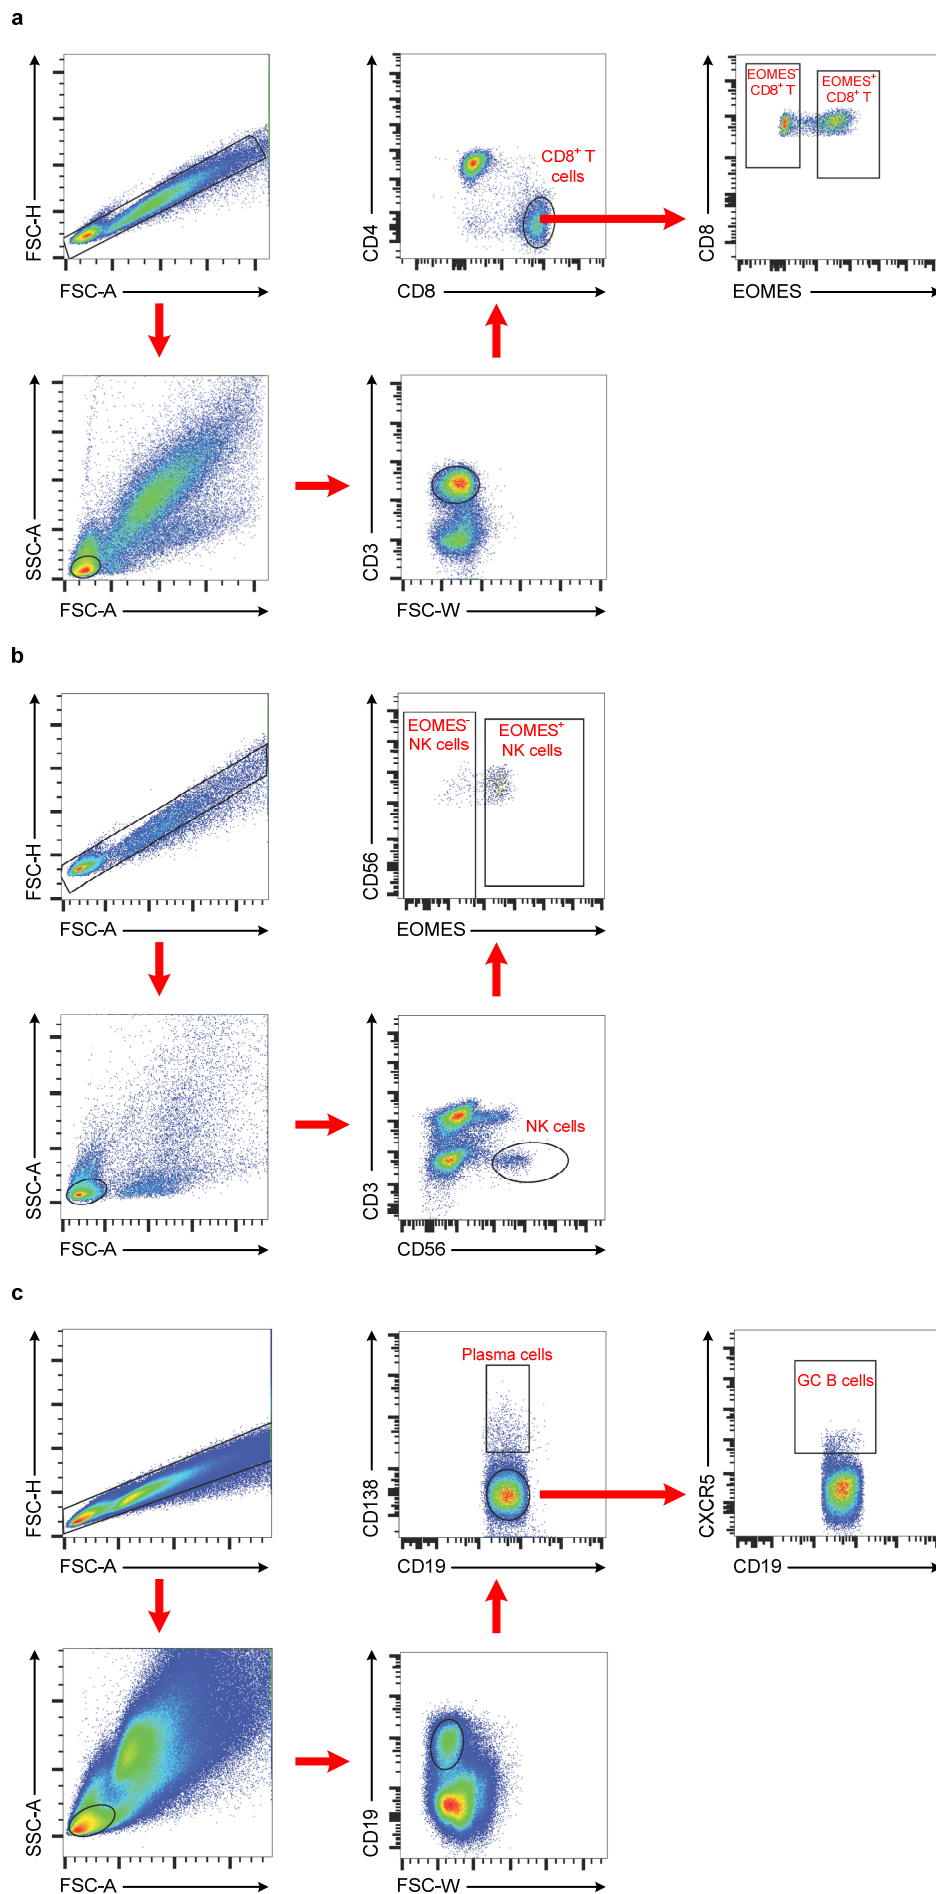 a
FSC-H
FSC-A
CD4
CD8
CD8⁺ T
cells
CD8
EOMES
EOMES⁻
CD8⁺ T
EOMES⁺
CD8⁺ T
SSC-A
FSC-A
CD3
FSC-W
b
FSC-H
FSC-A
CD56
EOMES
EOMES⁻
NK cells
EOMES⁺
NK cells
SSC-A
FSC-A
CD3
CD56
NK cells
c
FSC-H
FSC-A
CD138
CD19
Plasma cells
CXCR5
CD19
GC B cells
SSC-A
FSC-A
CD19
FSC-W